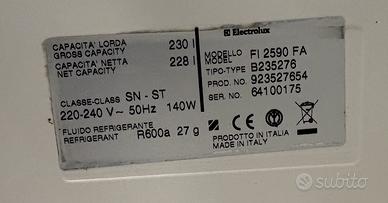 CAPACITA' LORDA 230 l
GROSS CAPACITY
CAPACITA' NETTA 228 l
NET CAPACITY
CLASSE-CLASS SN - ST
220-240 V ~ 50Hz 140W
FLUIDO REFRIGERANTE
REFRIGERANT R600a 27 g
Electrolux
MODELLO
MODEL FI 2590 FA
TIPO-TYPE B235276
PROD. NO. 923527654
SER. NO 64100175
PRODOTTO IN ITALIA
MADE IN ITALY
subito